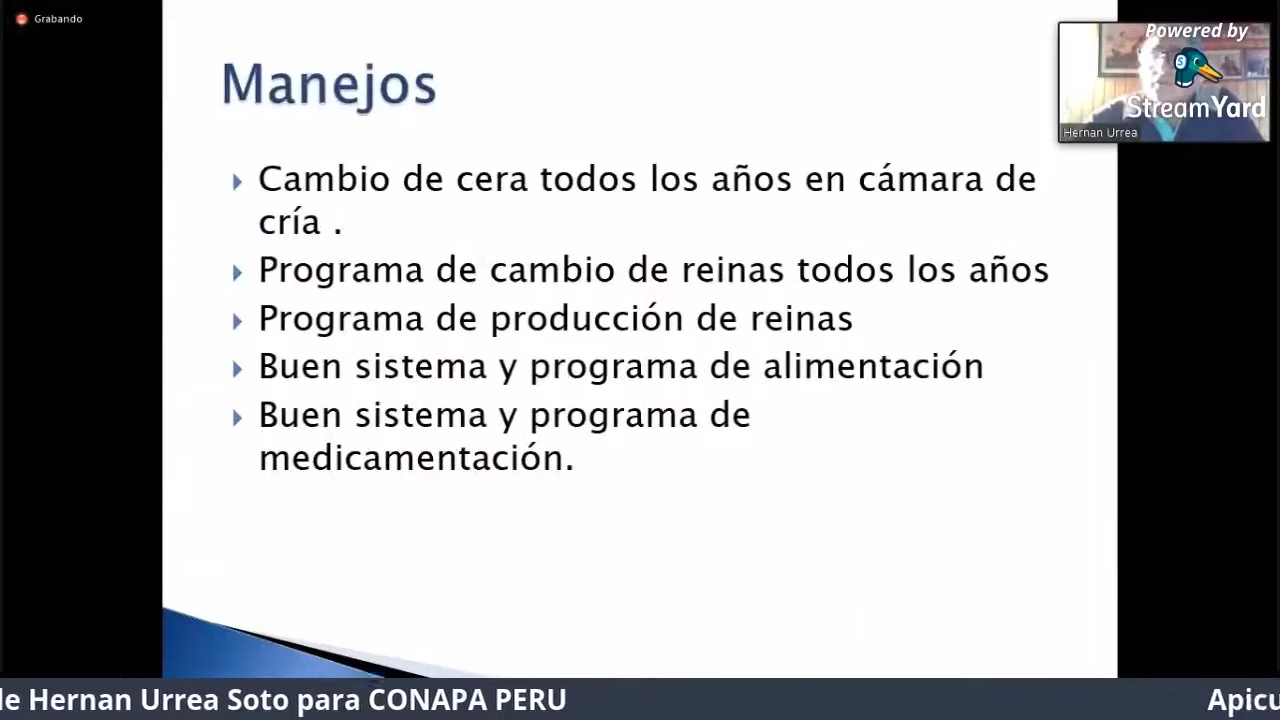 Grabando
Powered by
StreamYard
Hernan Urrea
Manejos
Cambio de cera todos los años en cámara de
cría .
Programa de cambio de reinas todos los años
Programa de producción de reinas
Buen sistema y programa de alimentación
Buen sistema y programa de
medicamentación.
le Hernan Urrea Soto para CONAPA PERU
Apicu